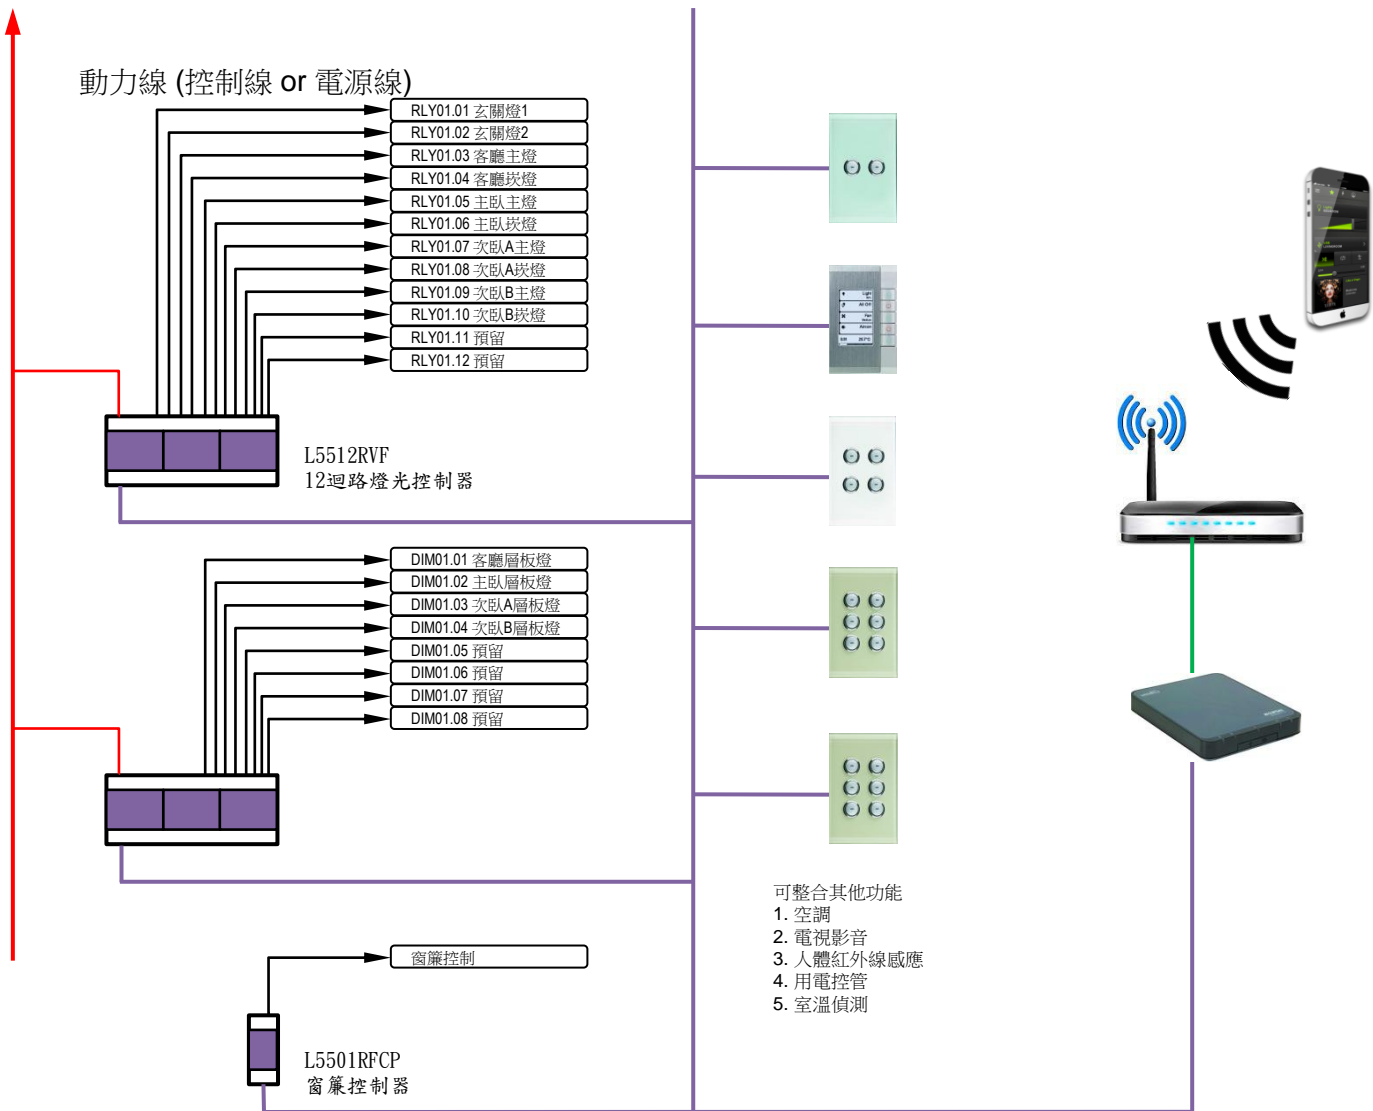 動力線 (控制線 or 電源線)
RLY01.01 玄關燈1
RLY01.02 玄關燈2
RLY01.03 客廳主燈
RLY01.04 客廳崁燈
RLY01.05 主臥主燈
RLY01.06 主臥崁燈
RLY01.07 次臥A主燈
RLY01.08 次臥A崁燈
RLY01.09 次臥B主燈
RLY01.10 次臥B崁燈
RLY01.11 預留
RLY01.12 預留
L5512RVF
12迴路燈光控制器
DIM01.01 客廳層板燈
DIM01.02 主臥層板燈
DIM01.03 次臥A層板燈
DIM01.04 次臥B層板燈
DIM01.05 預留
DIM01.06 預留
DIM01.07 預留
DIM01.08 預留
窗簾控制
L5501RFCP
窗簾控制器
Light
All Off
Fan
可整合其他功能
1. 空調
2. 電視影音
3. 人體紅外線感應
4. 用電控管
5. 室溫偵測